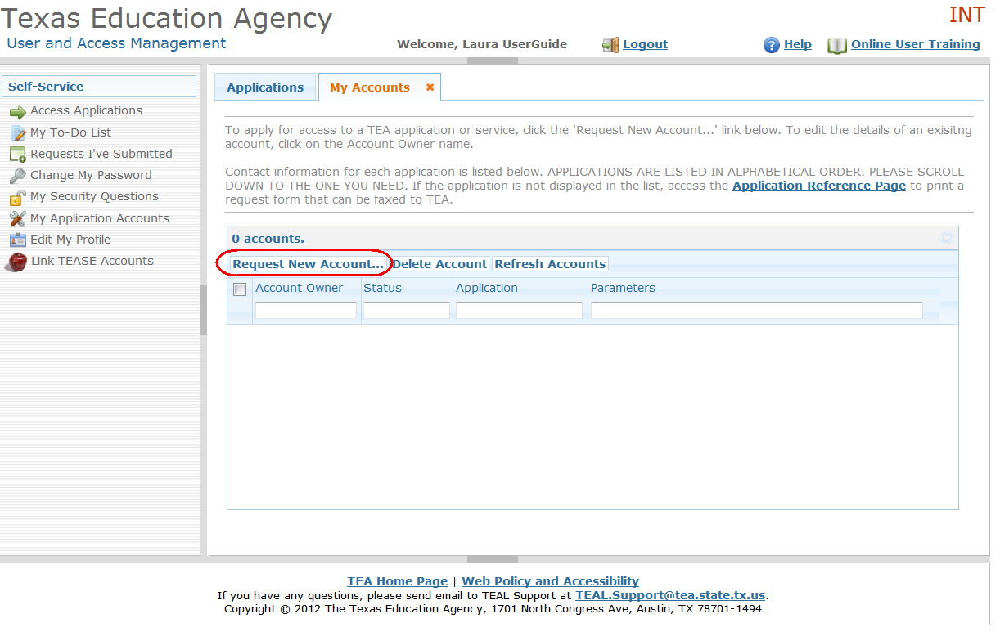 Texas Education Agency
INT
User and Access Management
Welcome, Laura UserGuide
Logout
Help
Online User Training
Self-Service
Access Applications
My To-Do List
Requests I've Submitted
Change My Password
My Security Questions
My Application Accounts
Edit My Profile
Link TEASE Accounts
Applications
My Accounts
To apply for access to a TEA application or service, click the 'Request New Account...' link below. To edit the details of an exisitng
account, click on the Account Owner name.
Contact information for each application is listed below. APPLICATIONS ARE LISTED IN ALPHABETICAL ORDER. PLEASE SCROLL
DOWN TO THE ONE YOU NEED. If the application is not displayed in the list, access the Application Reference Page to print a
request form that can be faxed to TEA.
0 accounts.
Request New Account... Delete Account Refresh Accounts
Account Owner Status Application Parameters
TEA Home Page | Web Policy and Accessibility
If you have any questions, please send email to TEAL Support at TEAL.Support@tea.state.tx.us.
Copyright © 2012 The Texas Education Agency, 1701 North Congress Ave, Austin, TX 78701-1494